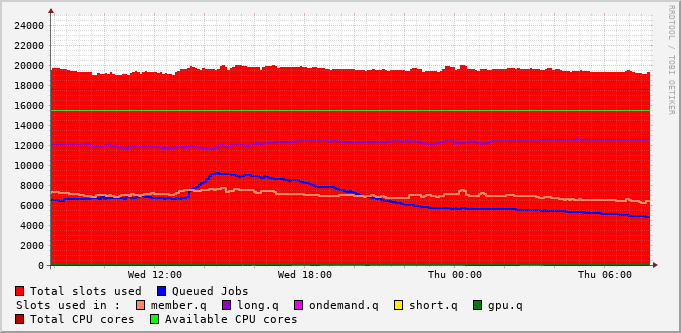 RRDTOOL / TOBI OETIKER
24000
22000
20000
18000
16000
14000
12000
10000
8000
6000
4000
2000
0
Wed 12:00 Wed 18:00 Thu 00:00 Thu 06:00
Total slots used Queued Jobs
Slots used in : member.q long.q ondemand.q short.q gpu.q
Total CPU cores Available CPU cores